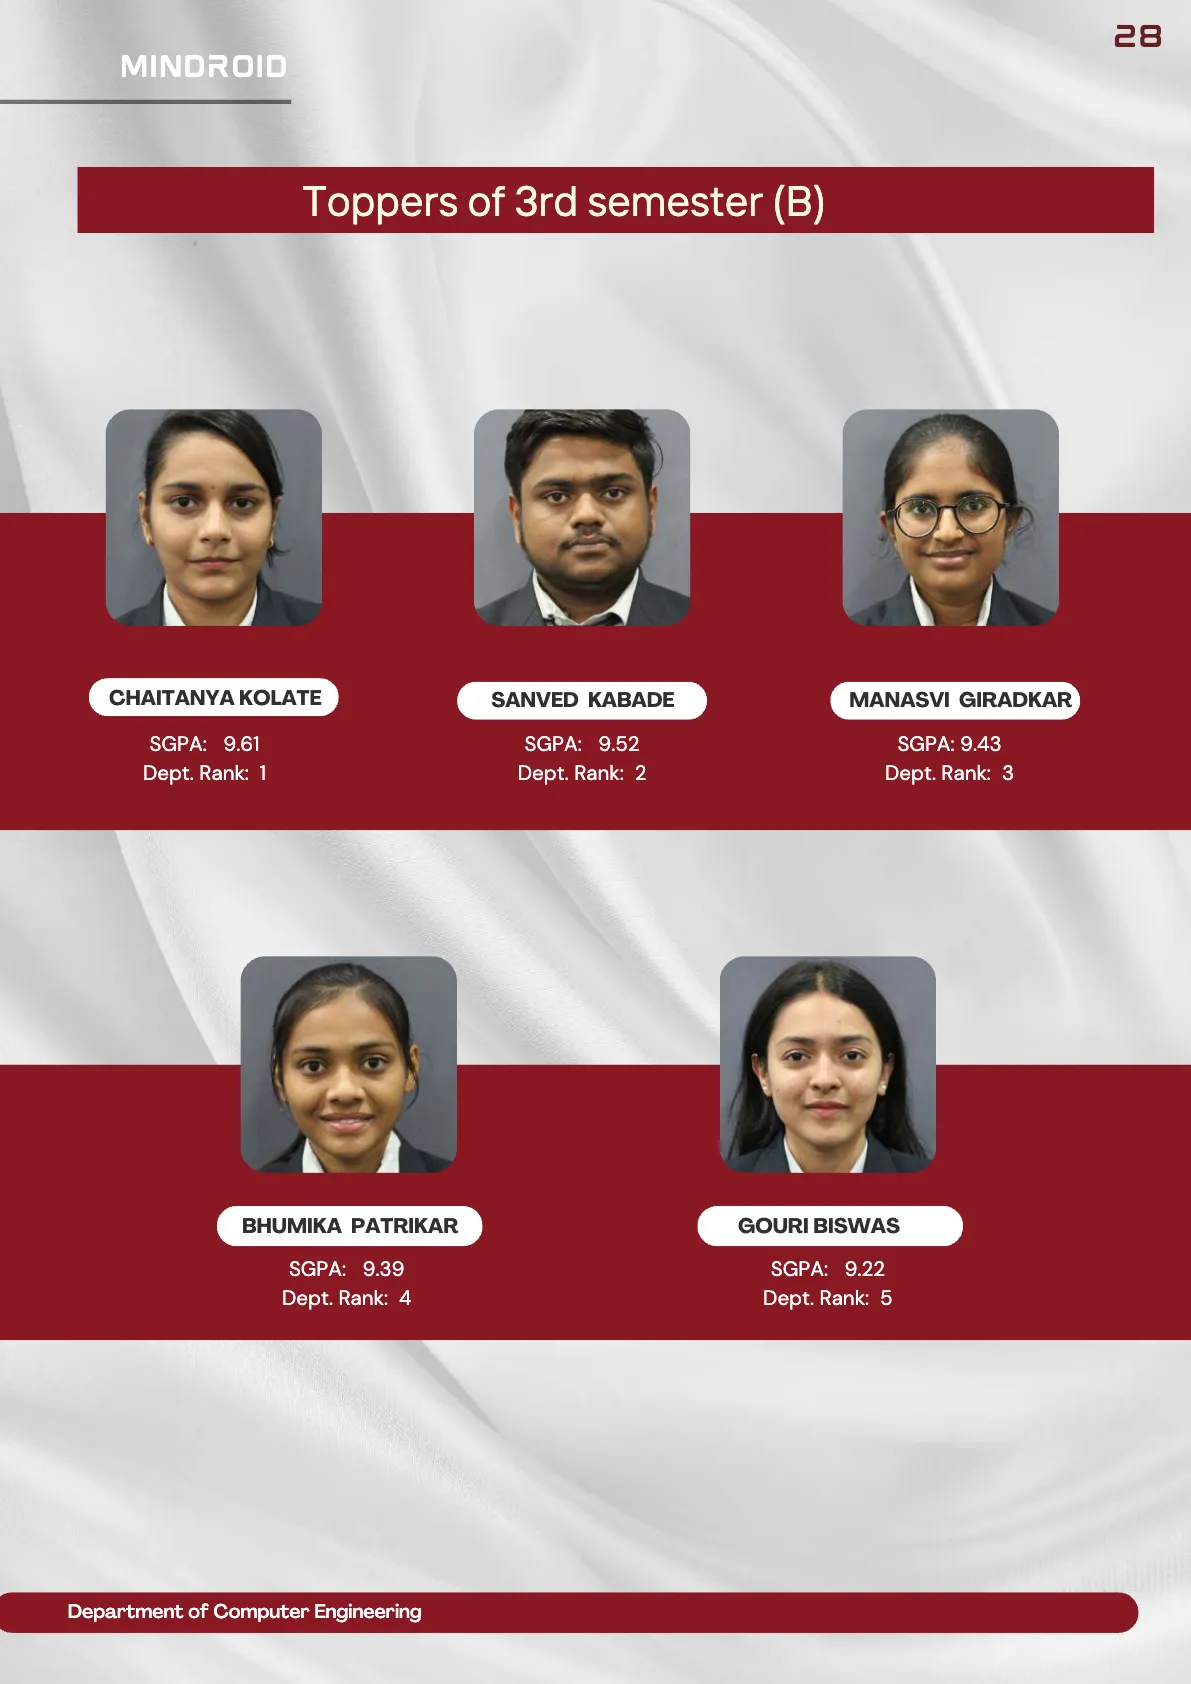 28
MINDROID
Toppers of 3rd semester (B)
CHAITANYA KOLATE
SGPA: 9.61
Dept. Rank: 1
SANVED KABADE
SGPA: 9.52
Dept. Rank: 2
MANASVI GIRADKAR
SGPA: 9.43
Dept. Rank: 3
BHUMIKA PATRIKAR
SGPA: 9.39
Dept. Rank: 4
GOURI BISWAS
SGPA: 9.22
Dept. Rank: 5
Department of Computer Engineering